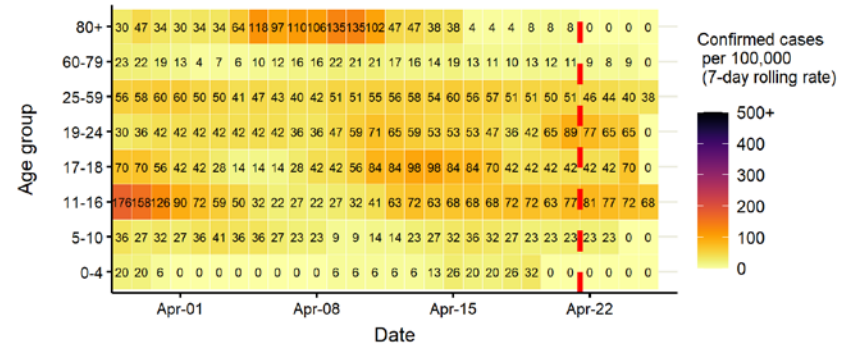 80+ 30 47 34 30 34 34 64 118 97 110 106 135 135 102 47 47 38 38 4 4 4 8 8 8 0 0 0 0
60-79 23 22 19 13 4 7 6 10 12 16 16 22 21 21 17 16 14 19 13 11 10 13 12 11 9 8 9 0
25-59 56 58 60 60 50 50 41 47 43 40 42 51 51 55 56 58 54 60 56 57 51 51 50 51 46 44 40 38
19-24 30 36 42 42 42 42 42 42 42 36 36 47 59 71 65 59 53 53 53 47 36 42 65 89 77 65 65 0
17-18 70 70 56 42 42 28 14 14 14 28 42 42 56 84 84 98 98 84 84 70 42 42 42 42 42 42 70 0
11-16 176 158 126 90 72 59 50 32 22 27 22 27 32 41 63 72 63 68 68 68 72 72 63 77 81 77 72 68
5-10 36 27 32 27 36 41 36 36 27 23 23 9 9 14 14 23 27 32 36 32 27 23 23 23 23 23 0 0
0-4 20 20 6 0 0 0 0 0 0 0 0 6 6 6 6 6 13 26 20 20 26 32 0 0 0 0 0 0
Apr-01 Apr-08 Apr-15 Apr-22
Date
Age group
Confirmed cases
per 100,000
(7-day rolling rate)
500+
400
300
200
100
0